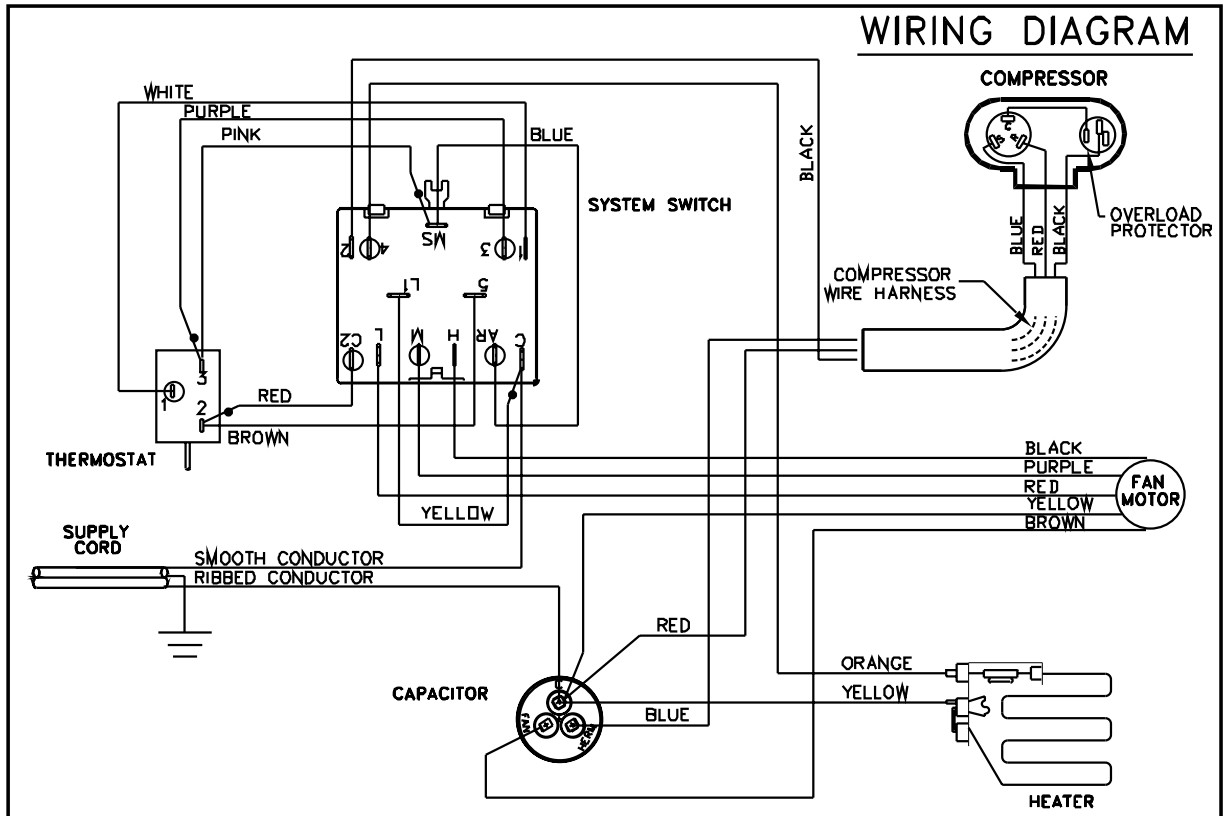 WIRING DIAGRAM
COMPRESSOR
WHITE
PURPLE
PINK
BLUE
BLACK
C
S
R
SYSTEM SWITCH
BLUE
RED
BLACK
OVERLOAD
PROTECTOR
2
4
MS
3
1
COMPRESSOR
WIRE HARNESS
L1
5
C2
L
M
H
AR
C
3
1
2
RED
BROWN
THERMOSTAT
BLACK
PURPLE
RED
YELLOW
BROWN
FAN
MOTOR
YELLOW
SUPPLY
CORD
SMOOTH CONDUCTOR
RIBBED CONDUCTOR
RED
ORANGE
CAPACITOR
YELLOW
C
FAN
HERM
BLUE
HEATER